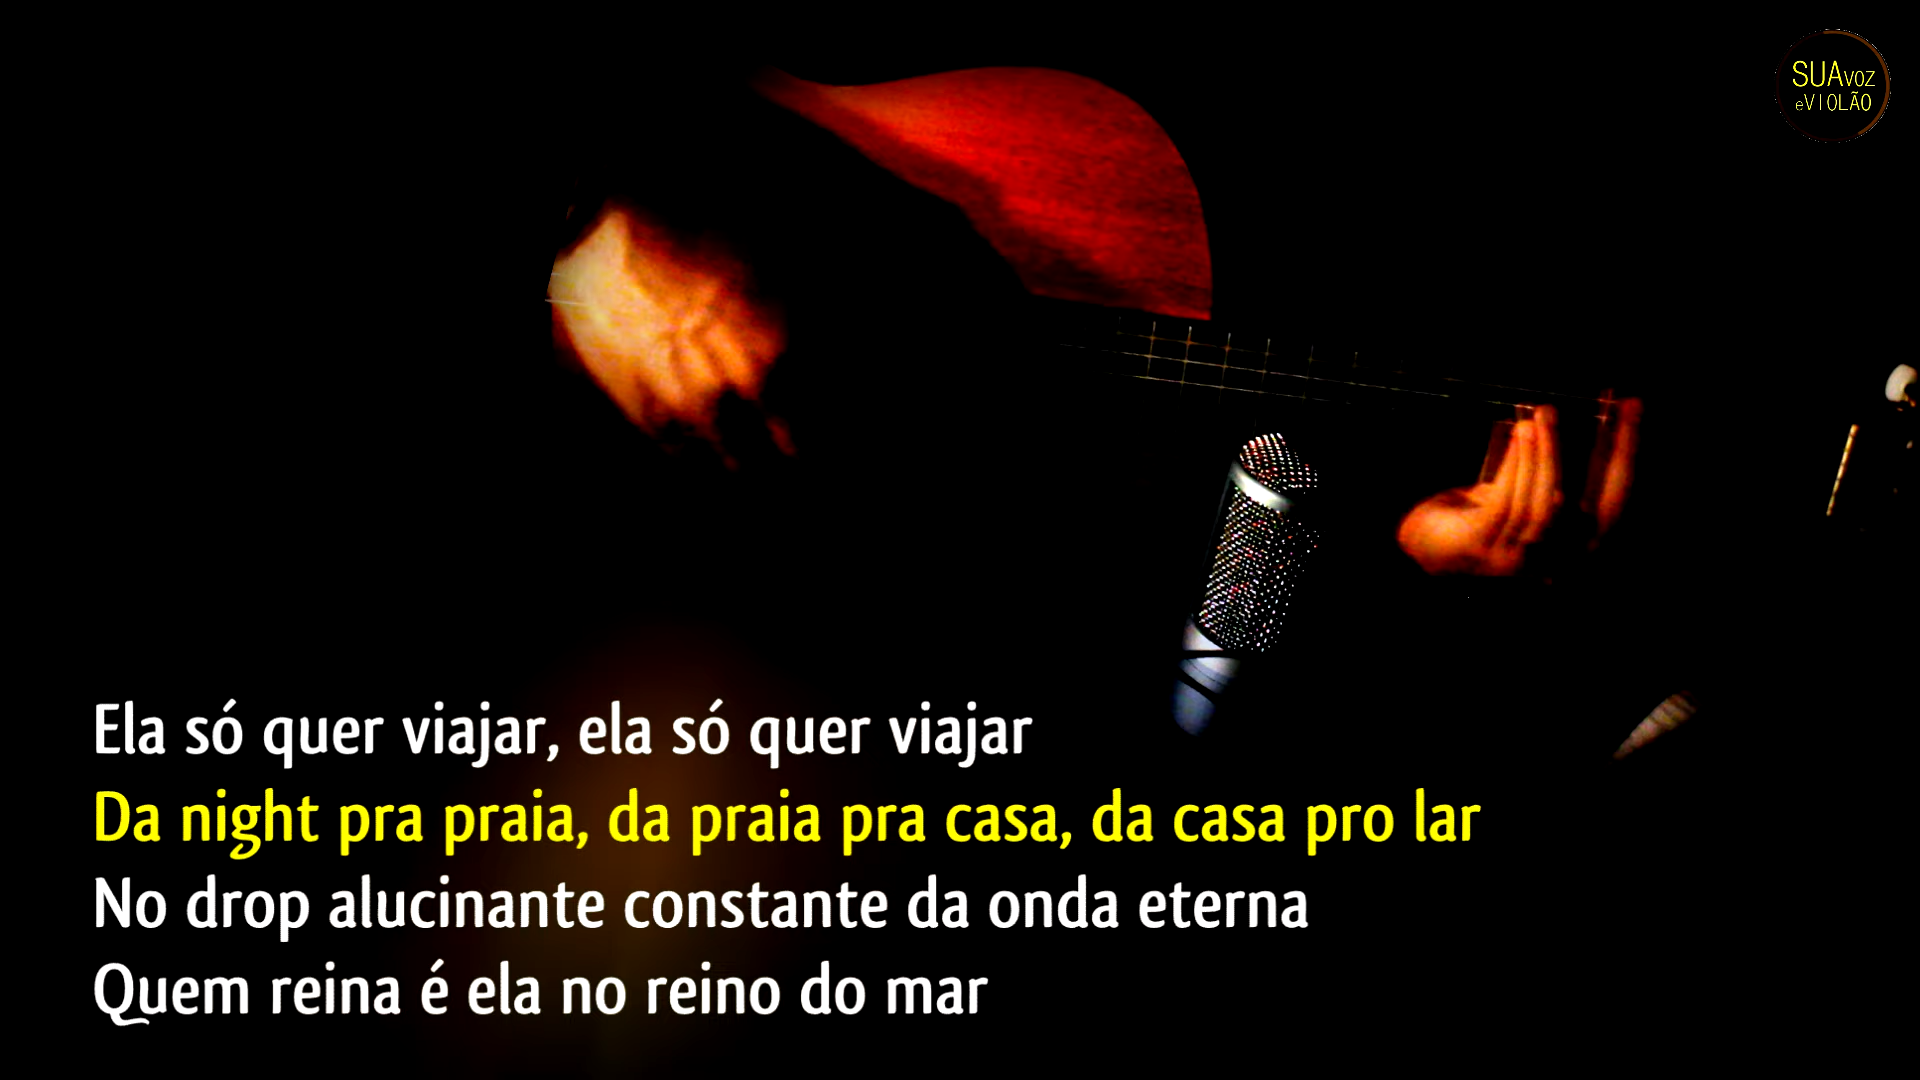 SUAvoz
eVIOLÃO
Ela só quer viajar, ela só quer viajar
Da night pra praia, da praia pra casa, da casa pro lar
No drop alucinante constante da onda eterna
Quem reina é ela no reino do mar